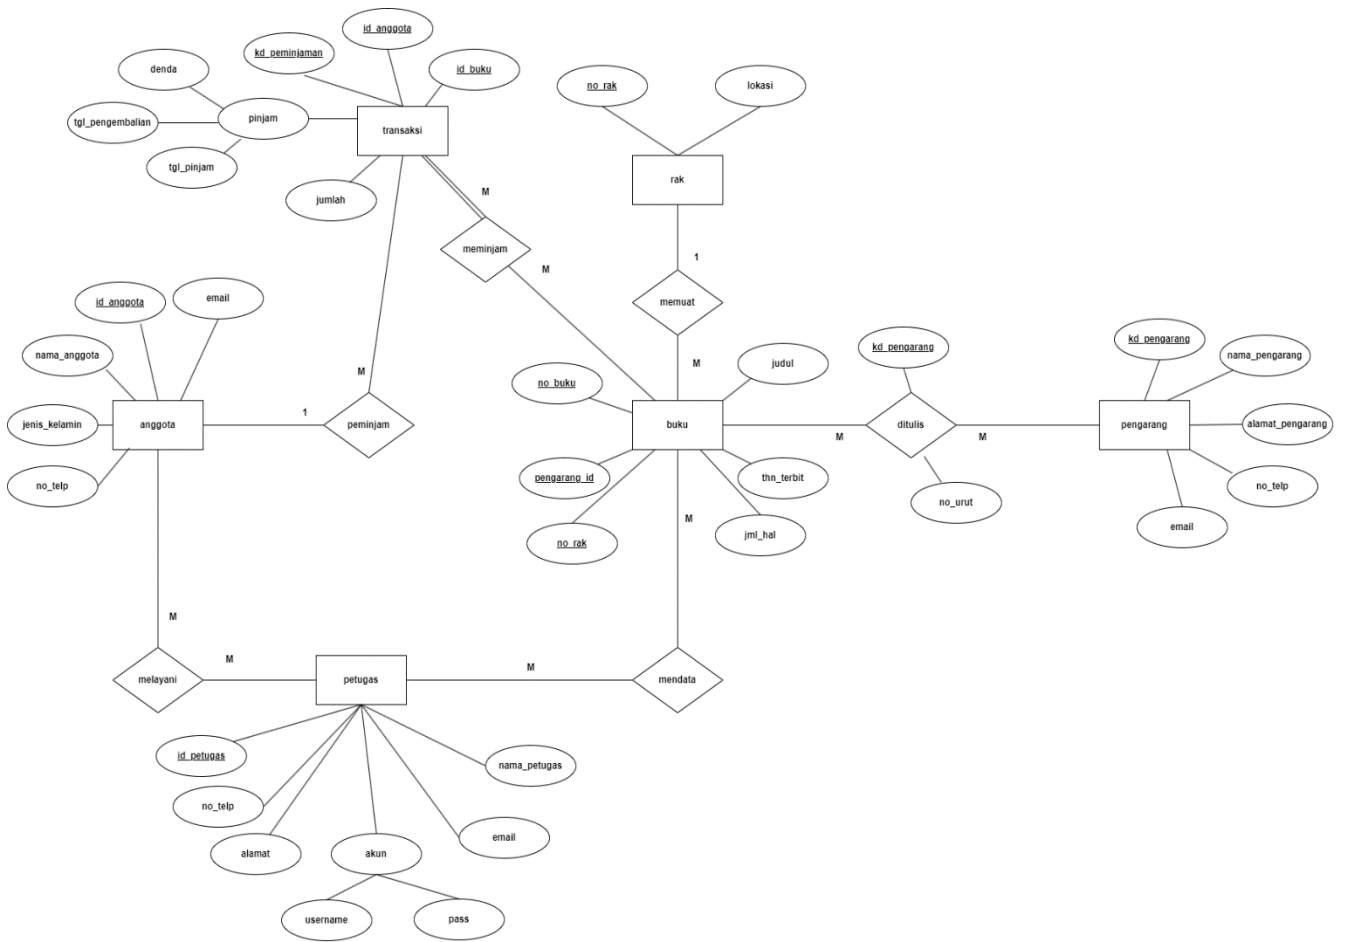 id_anggota
kd_peminjaman
id_buku
denda
no_rak
lokasi
pinjam
tgl_pengembalian
transaksi
tgl_pinjam
rak
M
jumlah
meminjam
1
M
id_anggota
email
memuat
kd_pengarang
nama_anggota
kd_pengarang
nama_pengarang
judul
M
M
no_buku
1
jenis_kelamin
anggota
peminjam
buku
ditulis
pengarang
alamat_pengarang
M
M
pengarang_id
thn_terbit
no_telp
no_telp
no_urut
M
email
no_rak
jml_hal
M
M
M
melayani
petugas
mendata
id_petugas
nama_petugas
no_telp
email
alamat
akun
username
pass